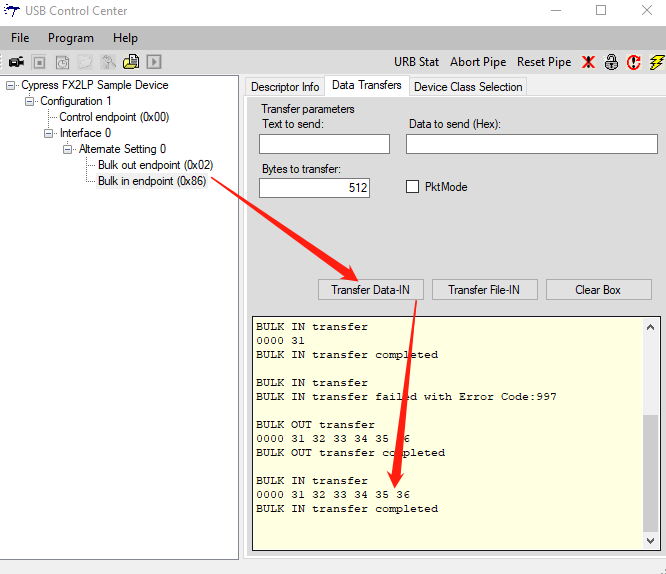 USB Control Center
File Program Help
URB Stat Abort Pipe Reset Pipe
Cypress FX2LP Sample Device
Configuration 1
Control endpoint (0x00)
Interface 0
Alternate Setting 0
Bulk out endpoint (0x02)
Bulk in endpoint (0x86)
Descriptor Info Data Transfers Device Class Selection
Transfer parameters
Text to send: Data to send (Hex):
Bytes to transfer:
512 PktMode
Transfer Data-IN Transfer File-IN Clear Box
BULK IN transfer
0000 31
BULK IN transfer completed
BULK IN transfer
BULK IN transfer failed with Error Code:997
BULK OUT transfer
0000 31 32 33 34 35 36
BULK OUT transfer completed
BULK IN transfer
0000 31 32 33 34 35 36
BULK IN transfer completed